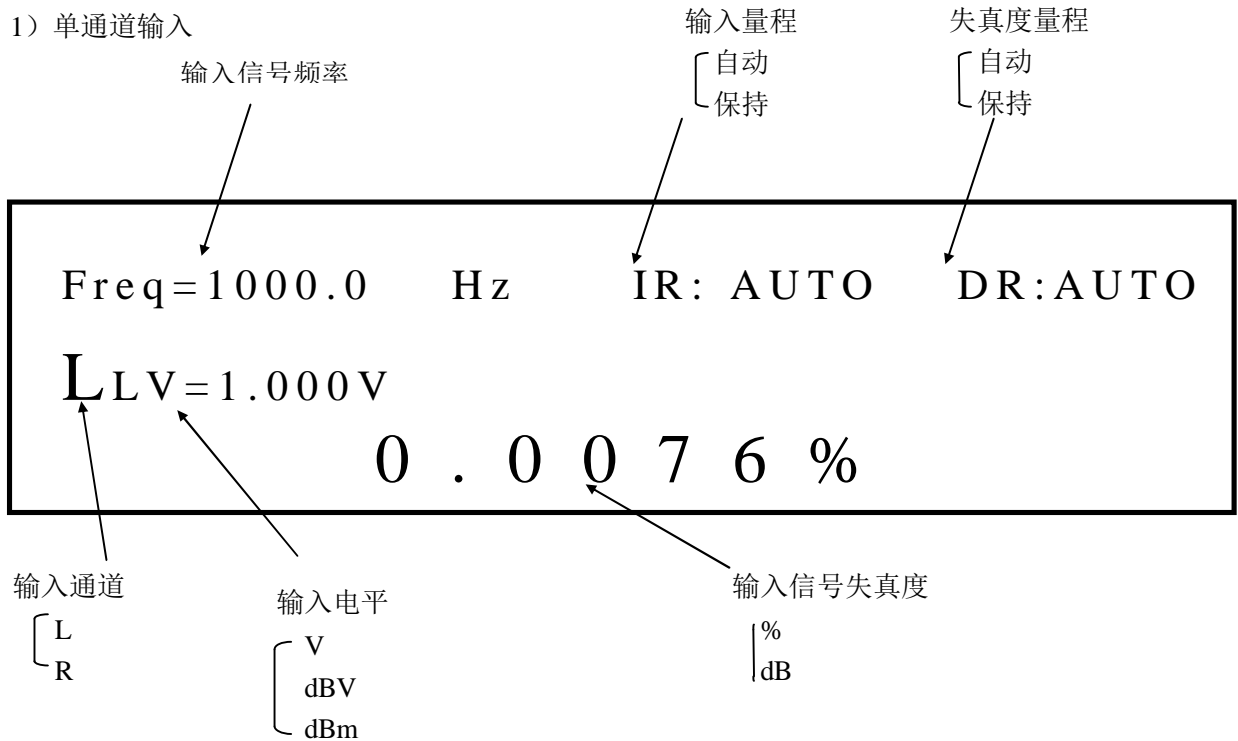 1）单通道输入
输入量程
失真度量程
自动
自动
输入信号频率
保持
保持
Freq=1000.0 Hz IR: AUTO DR:AUTO
LLV=1.000V
0.0076%
输入通道
L
R
输入电平
V
dBV
dBm
输入信号失真度
%
dB